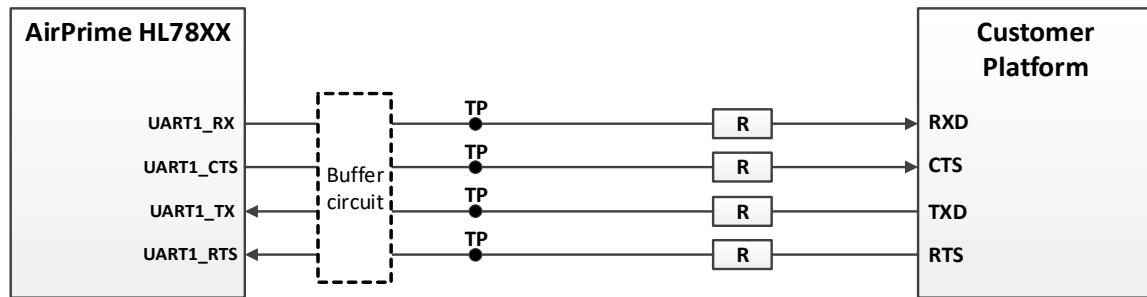 AirPrime HL78XX
Customer
Platform
UART1_RX
TP
R
RXD
UART1_CTS
TP
R
CTS
Buffer
circuit
UART1_TX
TP
R
TXD
UART1_RTS
TP
R
RTS